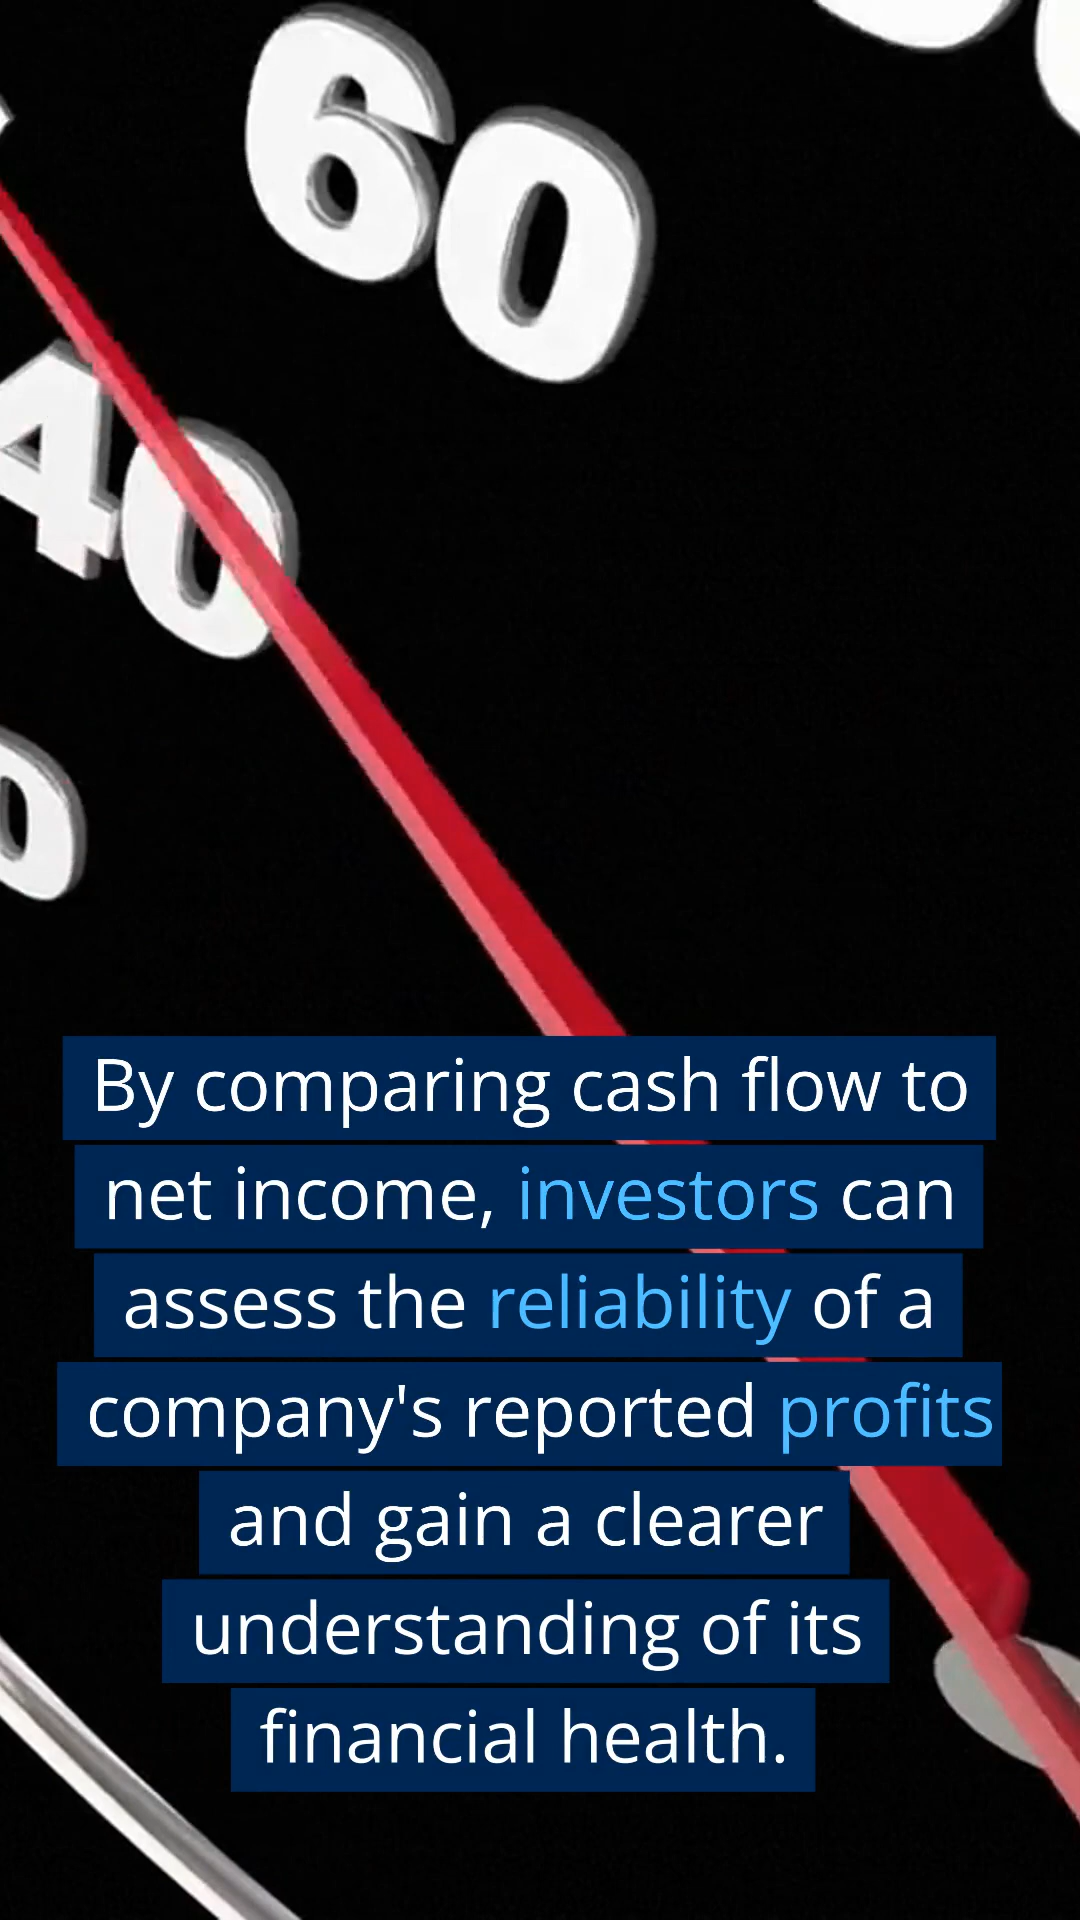 60
40
0
By comparing cash flow to
net income, investors can
assess the reliability of a
company's reported profits
and gain a clearer
understanding of its
financial health.